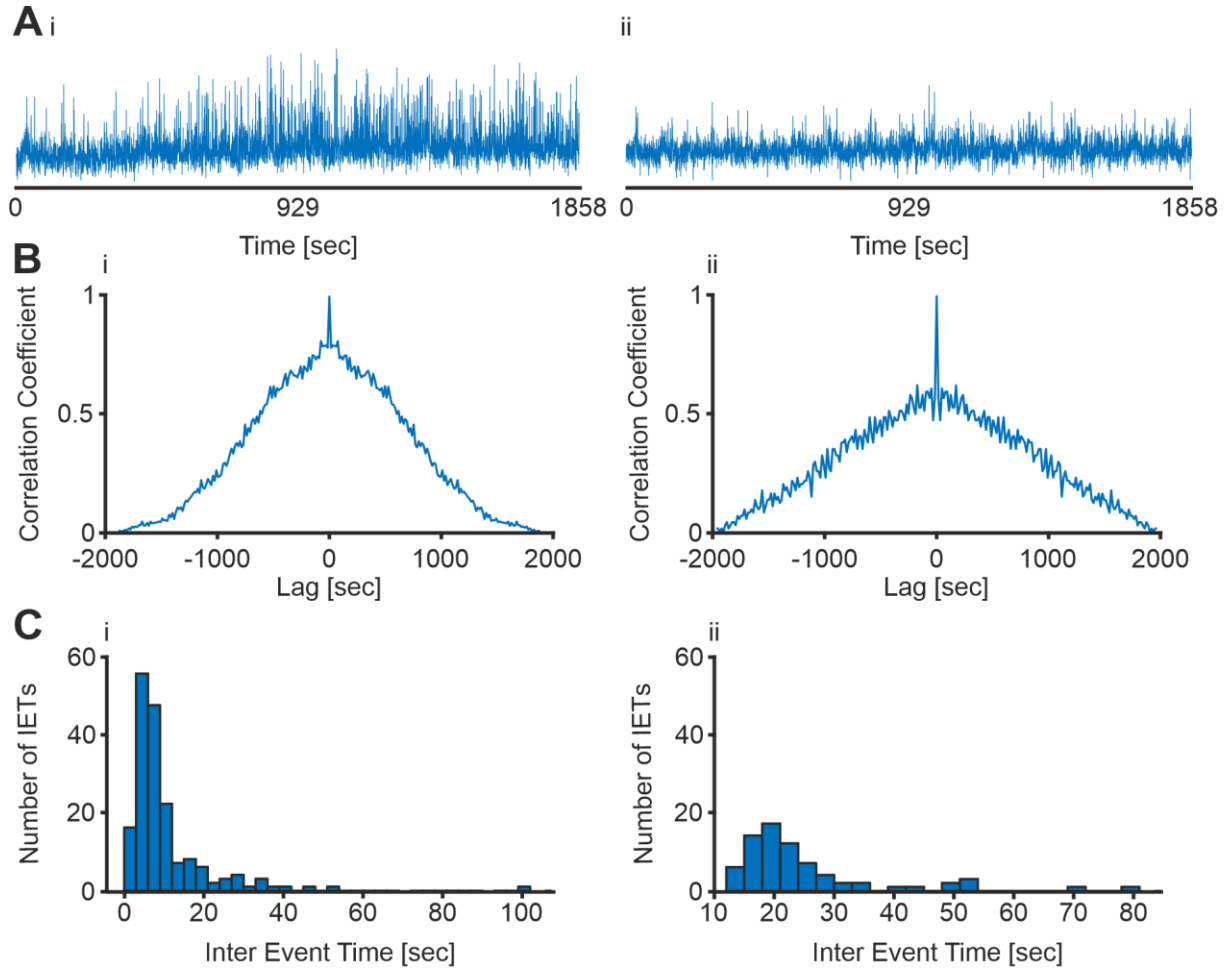 A i
ii
0 929 1858
0 929 1858
Time [sec]
Time [sec]
B i
ii
Correlation Coefficient
1
0.5
0
-2000 -1000 0 1000 2000
Lag [sec]
Correlation Coefficient
1
0.5
0
-2000 -1000 0 1000 2000
Lag [sec]
C i
ii
Number of IETs
60
40
20
0
0 20 40 60 80 100
Inter Event Time [sec]
Number of IETs
60
40
20
0
10 20 30 40 50 60 70 80
Inter Event Time [sec]